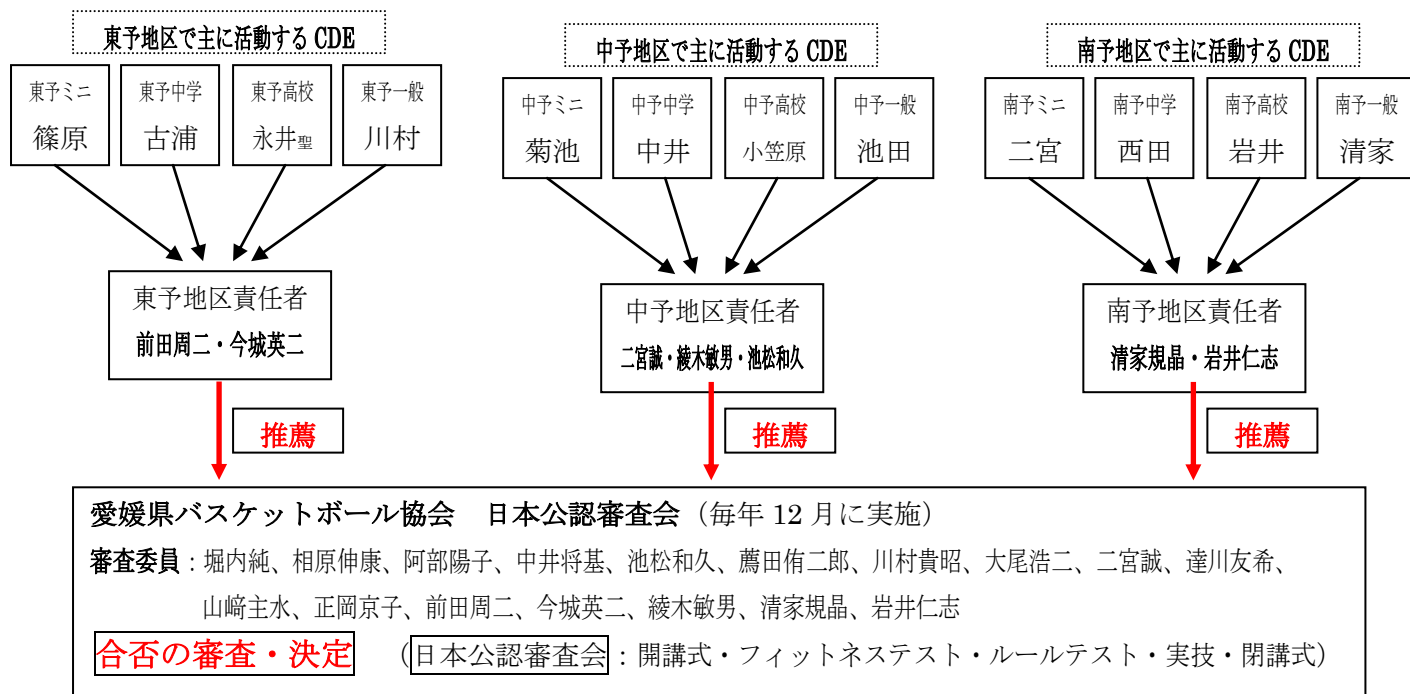 東予地区で主に活動する CDE
東予ミニ
篠原
東予中学
古浦
東予高校
永井聖
東予一般
川村
東予地区責任者
前田周二・今城英二
推薦
中予地区で主に活動する CDE
中予ミニ
菊池
中予中学
中井
中予高校
小笠原
中予一般
池田
中予地区責任者
二宮誠・綾木敏男・池松和久
推薦
南予地区で主に活動する CDE
南予ミニ
二宮
南予中学
西田
南予高校
岩井
南予一般
清家
南予地区責任者
清家規晶・岩井仁志
推薦
愛媛県バスケットボール協会 日本公認審査会（毎年 12 月に実施）
審査委員：堀内純、相原伸康、阿部陽子、中井将基、池松和久、薦田侑二郎、川村貴昭、大尾浩二、二宮誠、達川友希、
山﨑主水、正岡京子、前田周二、今城英二、綾木敏男、清家規晶、岩井仁志
合否の審査・決定 （日本公認審査会：開講式・フィットネステスト・ルールテスト・実技・閉講式）